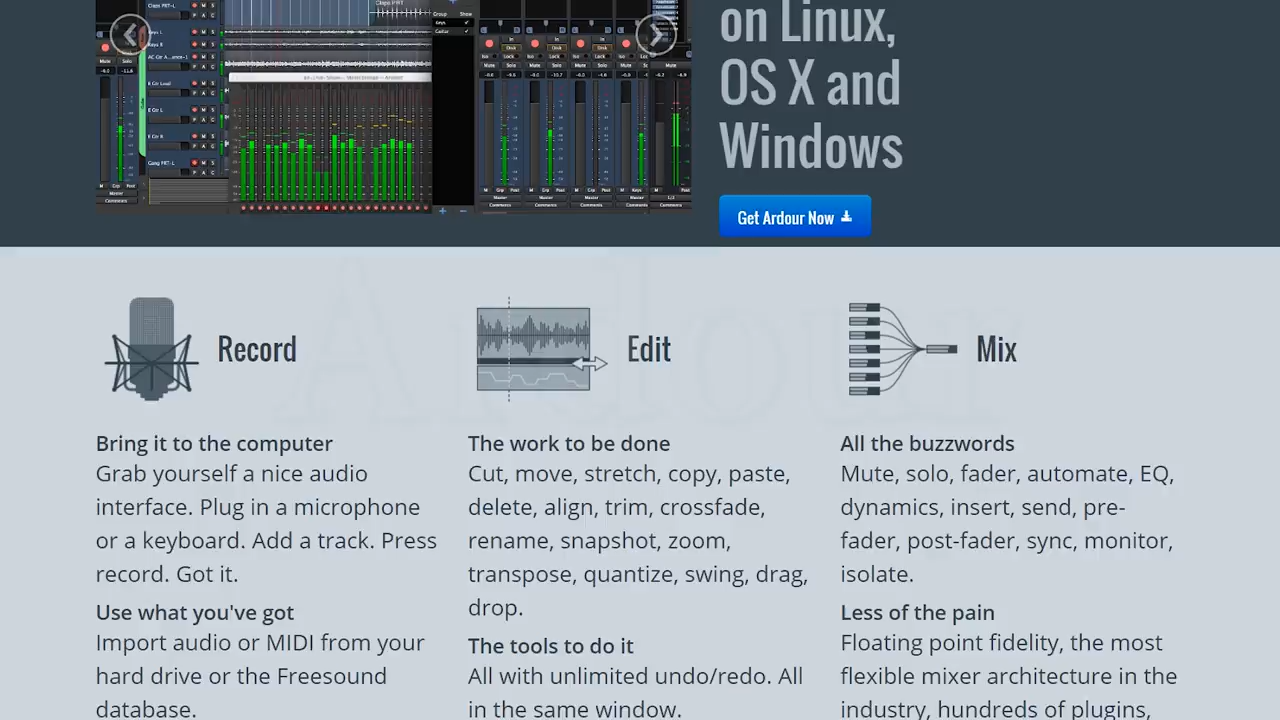 on Linux,
OS X and
Windows
Get Ardour Now
Record
Bring it to the computer
Grab yourself a nice audio
interface. Plug in a microphone
or a keyboard. Add a track. Press
record. Got it.
Use what you've got
Import audio or MIDI from your
hard drive or the Freesound
database.
Edit
The work to be done
Cut, move, stretch, copy, paste,
delete, align, trim, crossfade,
rename, snapshot, zoom,
transpose, quantize, swing, drag,
drop.
The tools to do it
All with unlimited undo/redo. All
in the same window.
Mix
All the buzzwords
Mute, solo, fader, automate, EQ,
dynamics, insert, send, pre-
fader, post-fader, sync, monitor,
isolate.
Less of the pain
Floating point fidelity, the most
flexible mixer architecture in the
industry, hundreds of plugins,